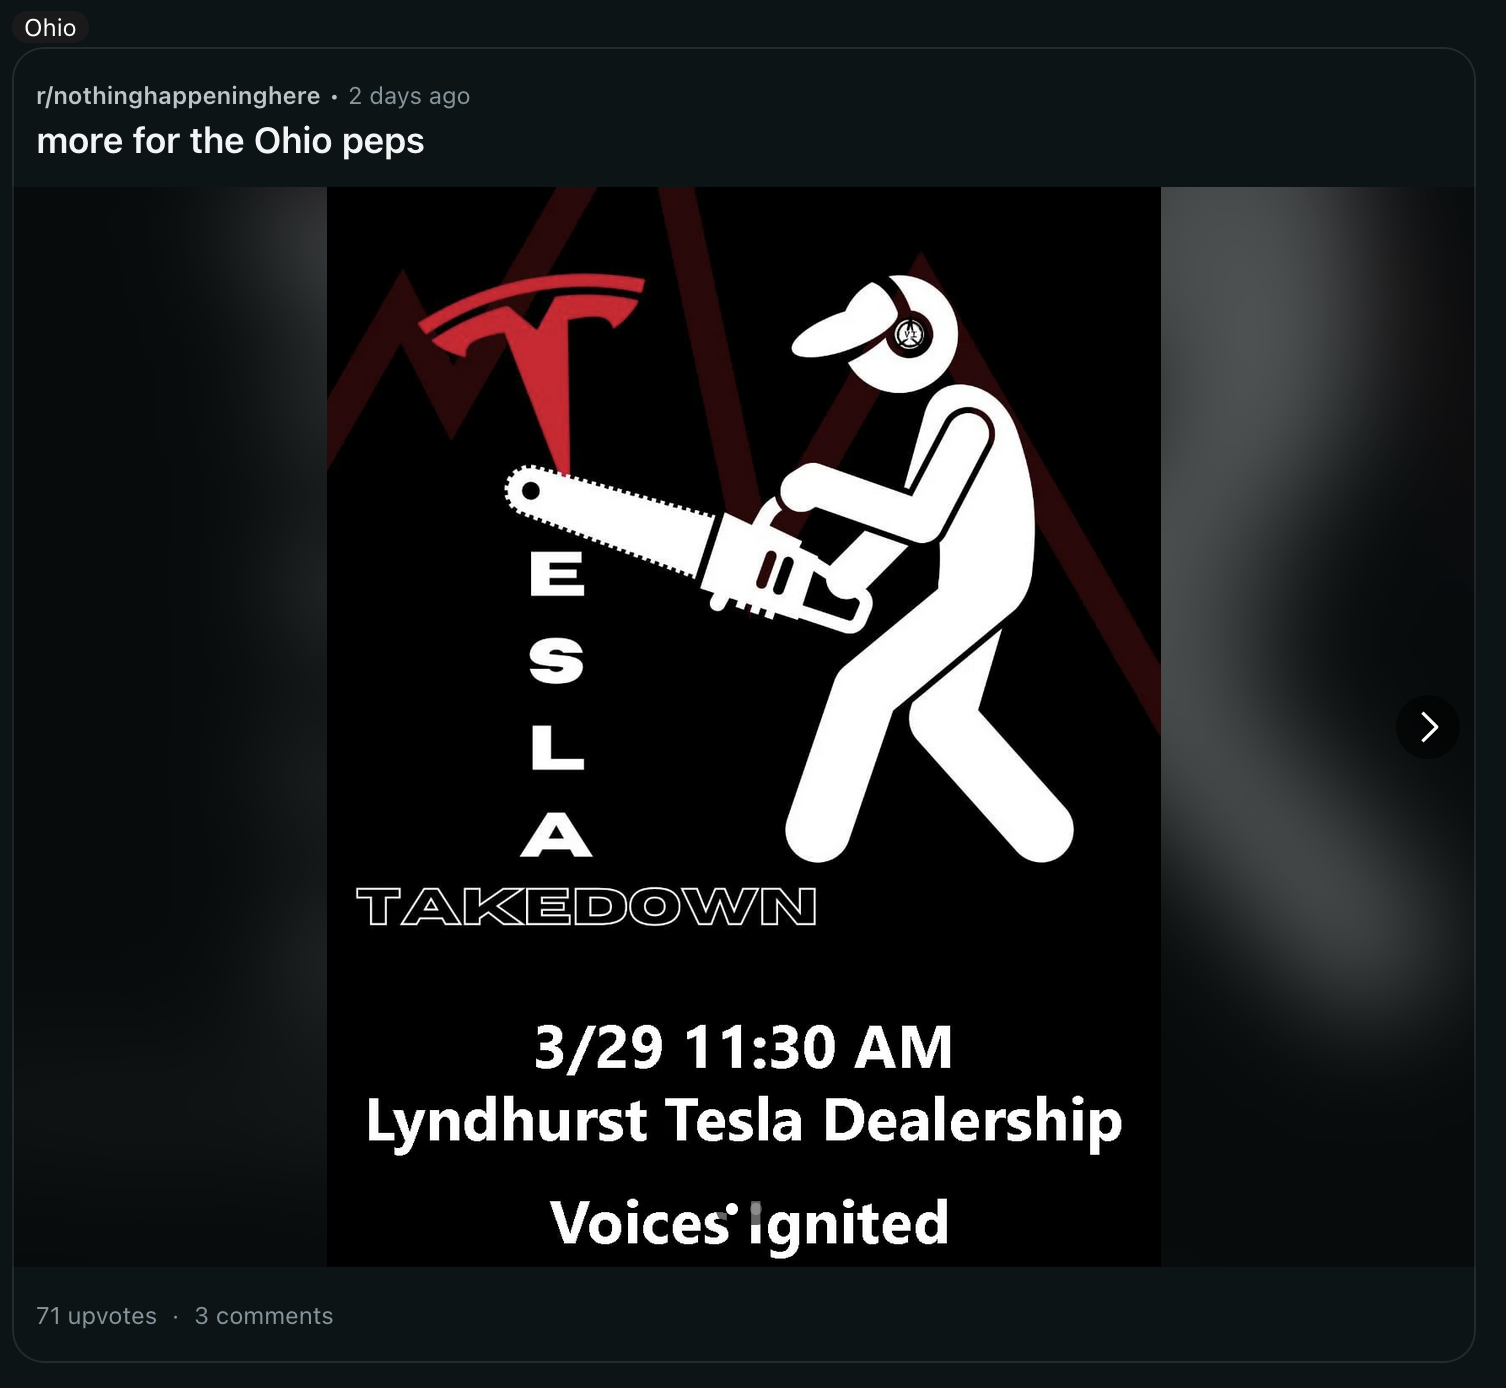 Ohio
r/nothinghappeninghere • 2 days ago
more for the Ohio peps
T
E
S
L
A
TAKEDOWN
3/29 11:30 AM
Lyndhurst Tesla Dealership
Voices Ignited
71 upvotes · 3 comments